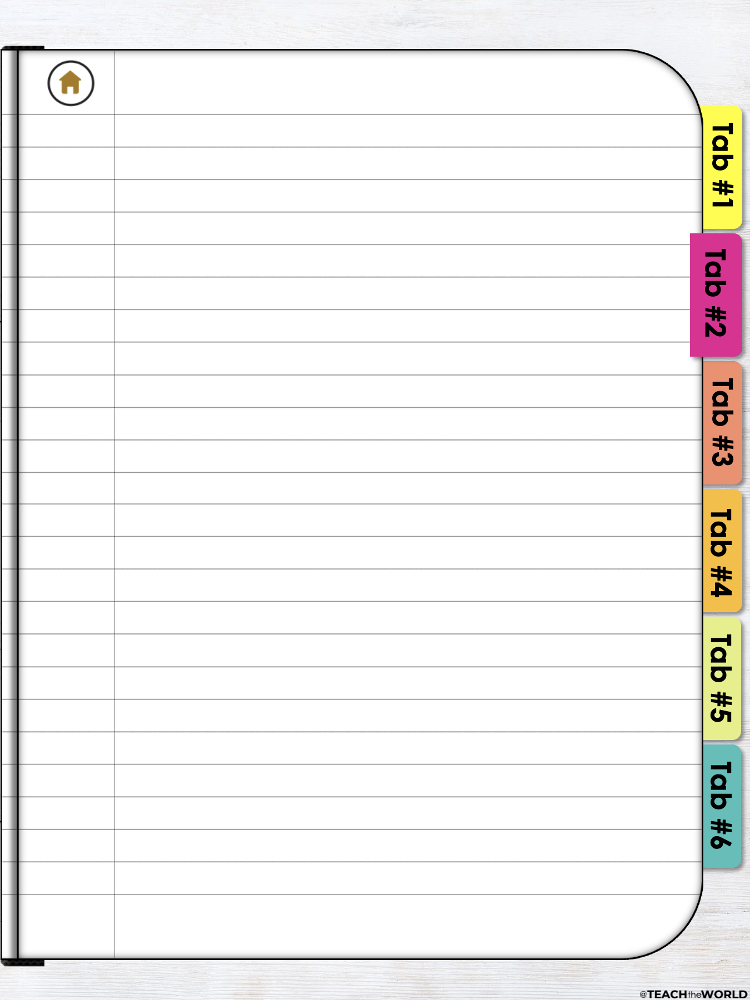 Tab #1
Tab #2
Tab #3
Tab #4
Tab #5
Tab #6
@TEACHtheWORLD